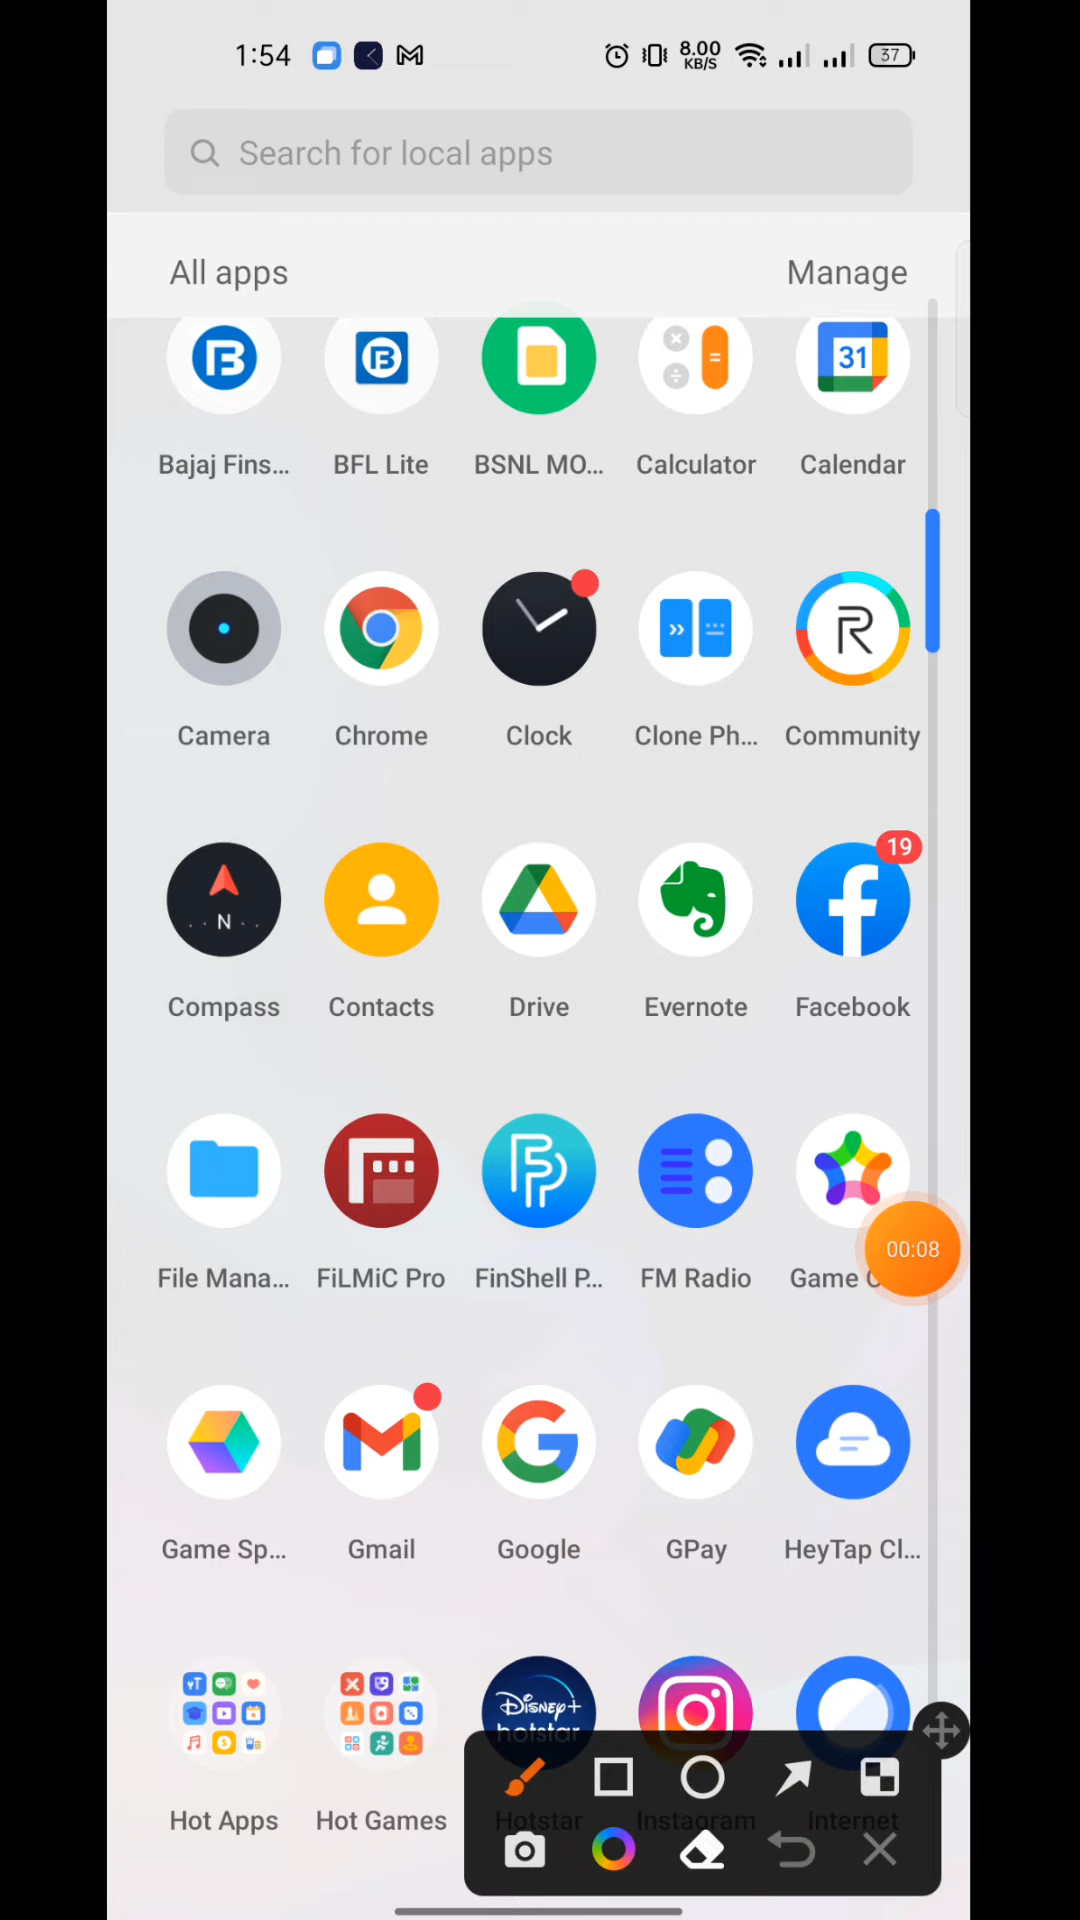 1:54 8.00 KB/S 37
Search for local apps
All apps Manage
31
Bajaj Fins... BFL Lite BSNL MO... Calculator Calendar
Camera Chrome Clock Clone Ph... Community
19
N
Compass Contacts Drive Evernote Facebook
00:08
File Mana... FiLMiC Pro FinShell P... FM Radio Game
Game Sp... Gmail Google GPay HeyTap Cl...
Disney+
hotstar
Hot Apps Hot Games Hotstar Instagram Internet